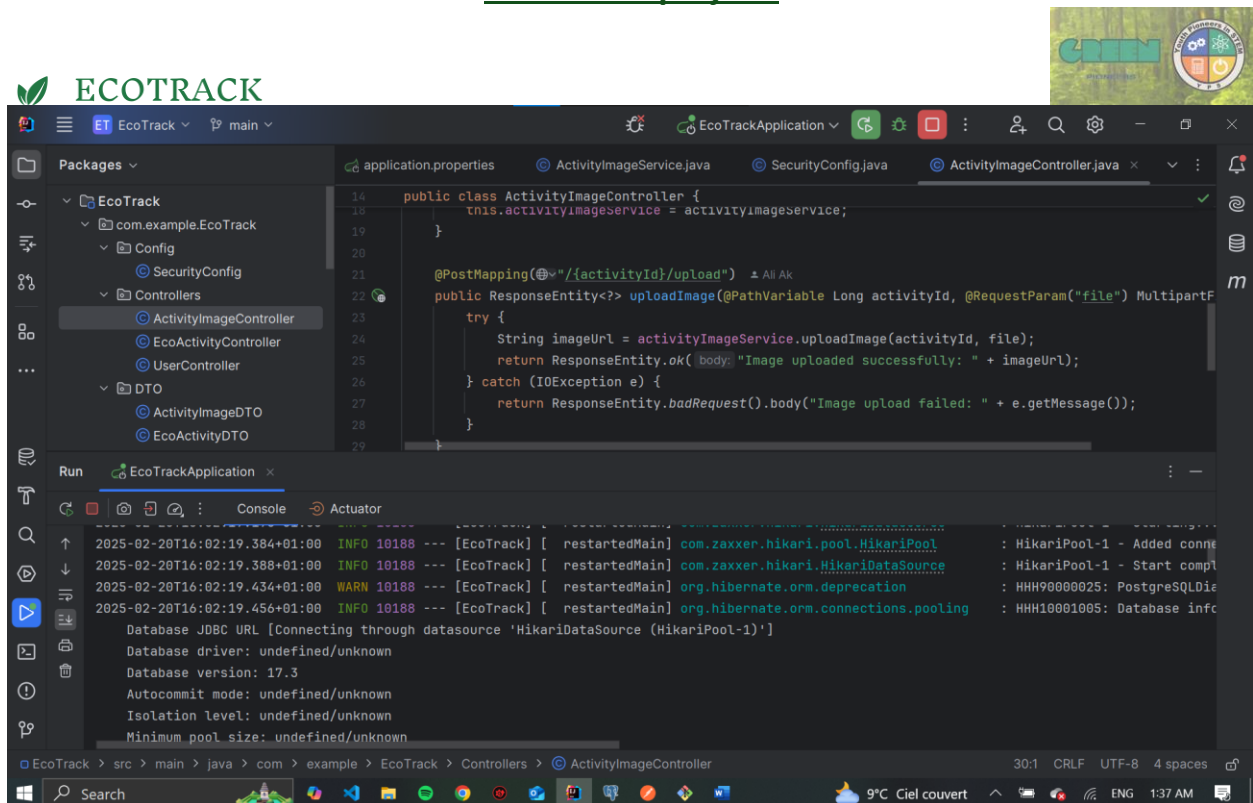 ECOTRACK
GREEN
PIONEERS
Youth Pioneers in STEM
YPS
ET EcoTrack main EcoTrackApplication
Packages application.properties ActivityImageService.java SecurityConfig.java ActivityImageController.java
EcoTrack
com.example.EcoTrack
Config
SecurityConfig
Controllers
ActivityImageController
EcoActivityController
UserController
DTO
ActivityImageDTO
EcoActivityDTO
14 public class ActivityImageController {
18 this.activityImageService = activityImageService;
19 }
20
21 @PostMapping("/{activityId}/upload") Ali Ak
22 public ResponseEntity<?> uploadImage(@PathVariable Long activityId, @RequestParam("file") MultipartF
23 try {
24 String imageUrl = activityImageService.uploadImage(activityId, file);
25 return ResponseEntity.ok( body: "Image uploaded successfully: " + imageUrl);
26 } catch (IOException e) {
27 return ResponseEntity.badRequest().body("Image upload failed: " + e.getMessage());
28 }
29 }
Run EcoTrackApplication
Console Actuator
2025-02-20T16:02:19.384+01:00 INFO 10188 --- [EcoTrack] [ restartedMain] com.zaxxer.hikari.pool.HikariPool : HikariPool-1 - Added conne
2025-02-20T16:02:19.388+01:00 INFO 10188 --- [EcoTrack] [ restartedMain] com.zaxxer.hikari.HikariDataSource : HikariPool-1 - Start compl
2025-02-20T16:02:19.434+01:00 WARN 10188 --- [EcoTrack] [ restartedMain] org.hibernate.orm.deprecation : HHH90000025: PostgreSQLDia
2025-02-20T16:02:19.456+01:00 INFO 10188 --- [EcoTrack] [ restartedMain] org.hibernate.orm.connections.pooling : HHH10001005: Database info
Database JDBC URL [Connecting through datasource 'HikariDataSource (HikariPool-1)']
Database driver: undefined/unknown
Database version: 17.3
Autocommit mode: undefined/unknown
Isolation level: undefined/unknown
Minimum pool size: undefined/unknown
EcoTrack > src > main > java > com > example > EcoTrack > Controllers > ActivityImageController 30:1 CRLF UTF-8 4 spaces
Search 9°C Ciel couvert ENG 1:37 AM